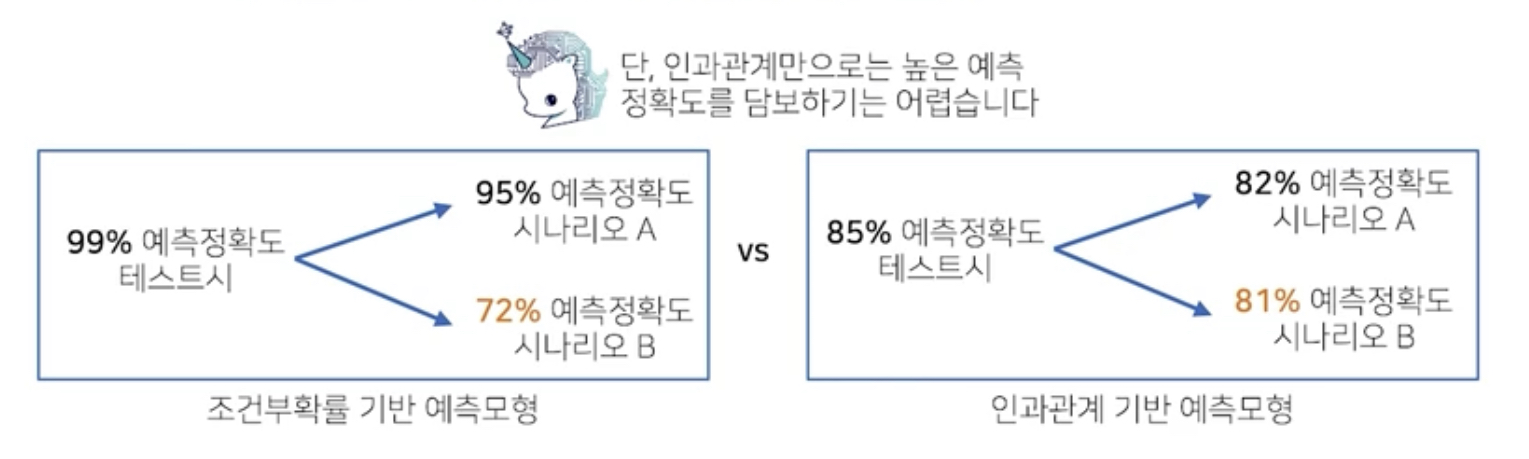 단, 인과관계만으로는 높은 예측
정확도를 담보하기는 어렵습니다
99% 예측정확도
테스트시
95% 예측정확도
시나리오 A
72% 예측정확도
시나리오 B
조건부확률 기반 예측모형
vs
85% 예측정확도
테스트시
82% 예측정확도
시나리오 A
81% 예측정확도
시나리오 B
인과관계 기반 예측모형